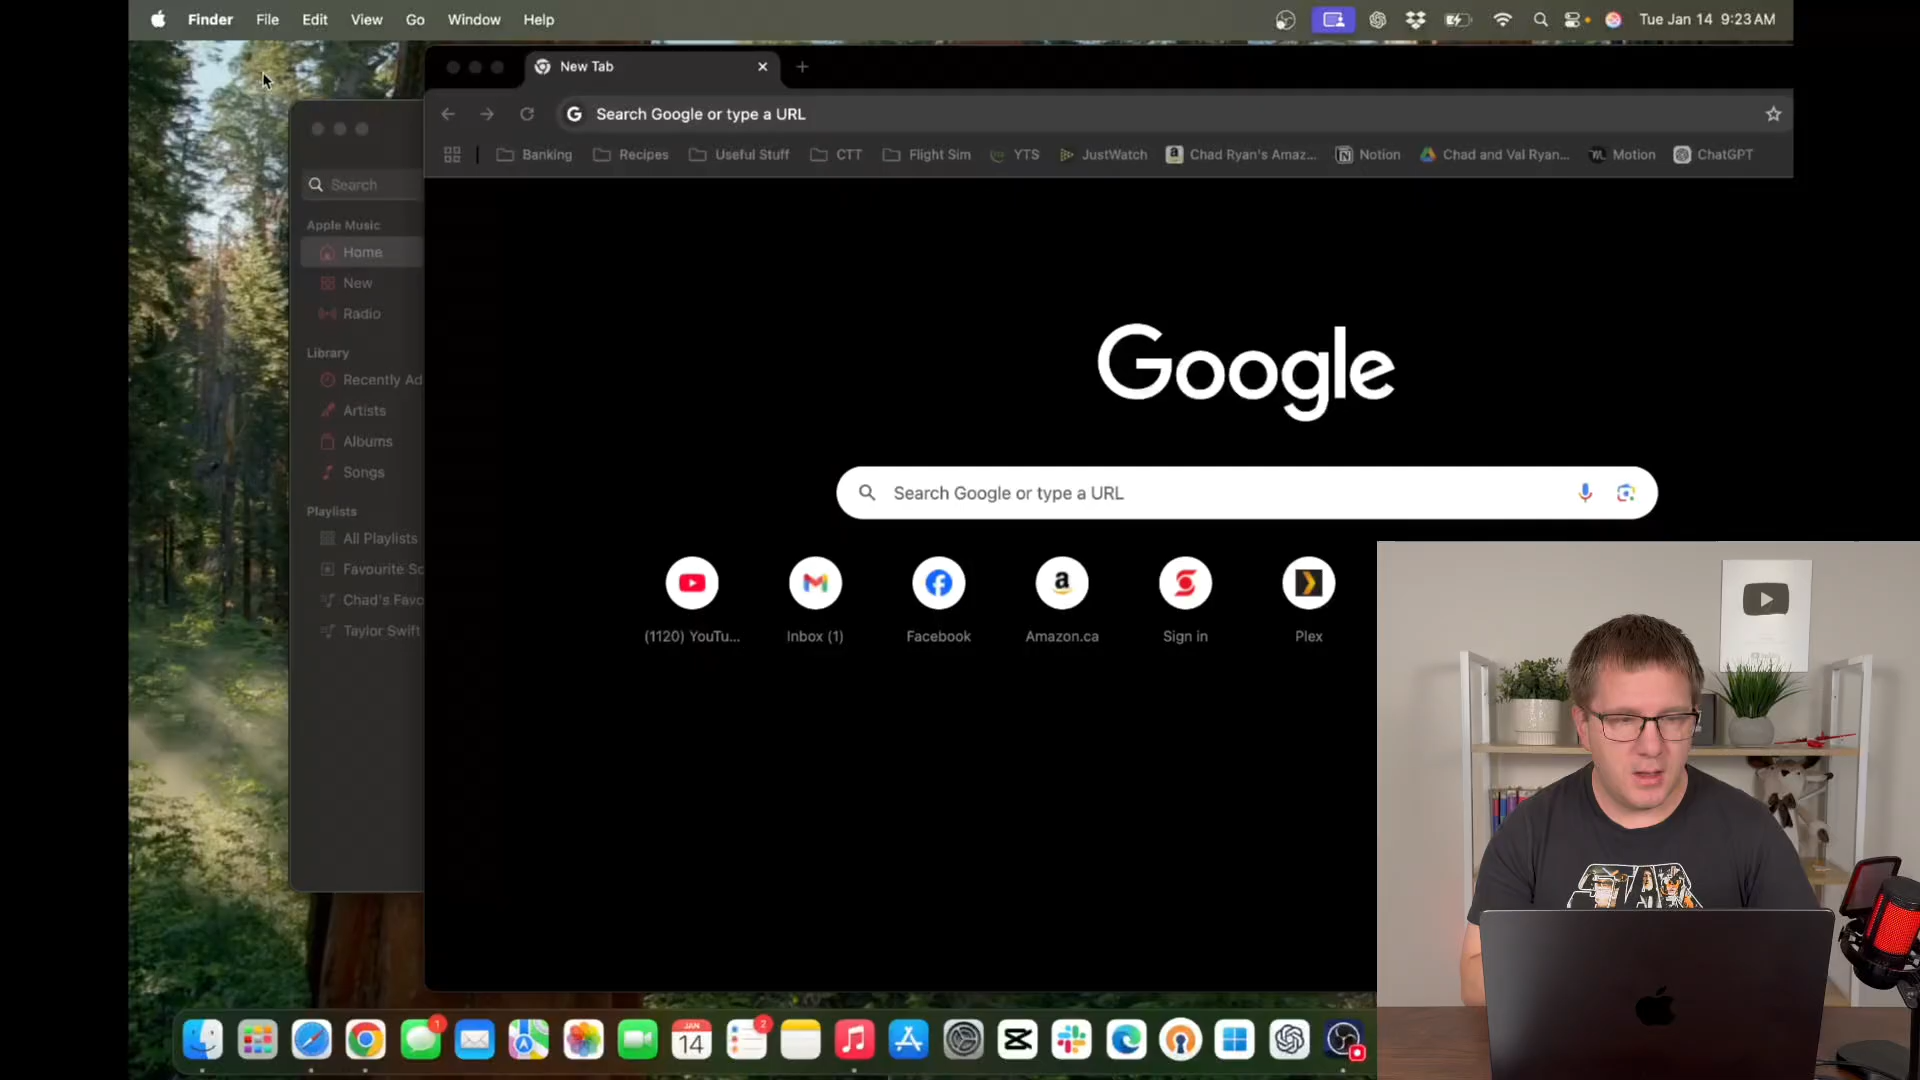 Finder File Edit View Go Window Help
Tue Jan 14 9:23 AM
New Tab
Search Google or type a URL
Banking Recipes Useful Stuff CTT Flight Sim YTS JustWatch Chad Ryan's Amaz... Notion Chad and Val Ryan... Motion ChatGPT
Search
Apple Music
Home
New
Radio
Library
Recently Ad
Artists
Albums
Songs
Playlists
All Playlists
Favourite So
Chad's Favo
Taylor Swift
Google
Search Google or type a URL
(1120) YouTu...
Inbox (1)
Facebook
Amazon.ca
Sign in
Plex
1
JAN
14
2